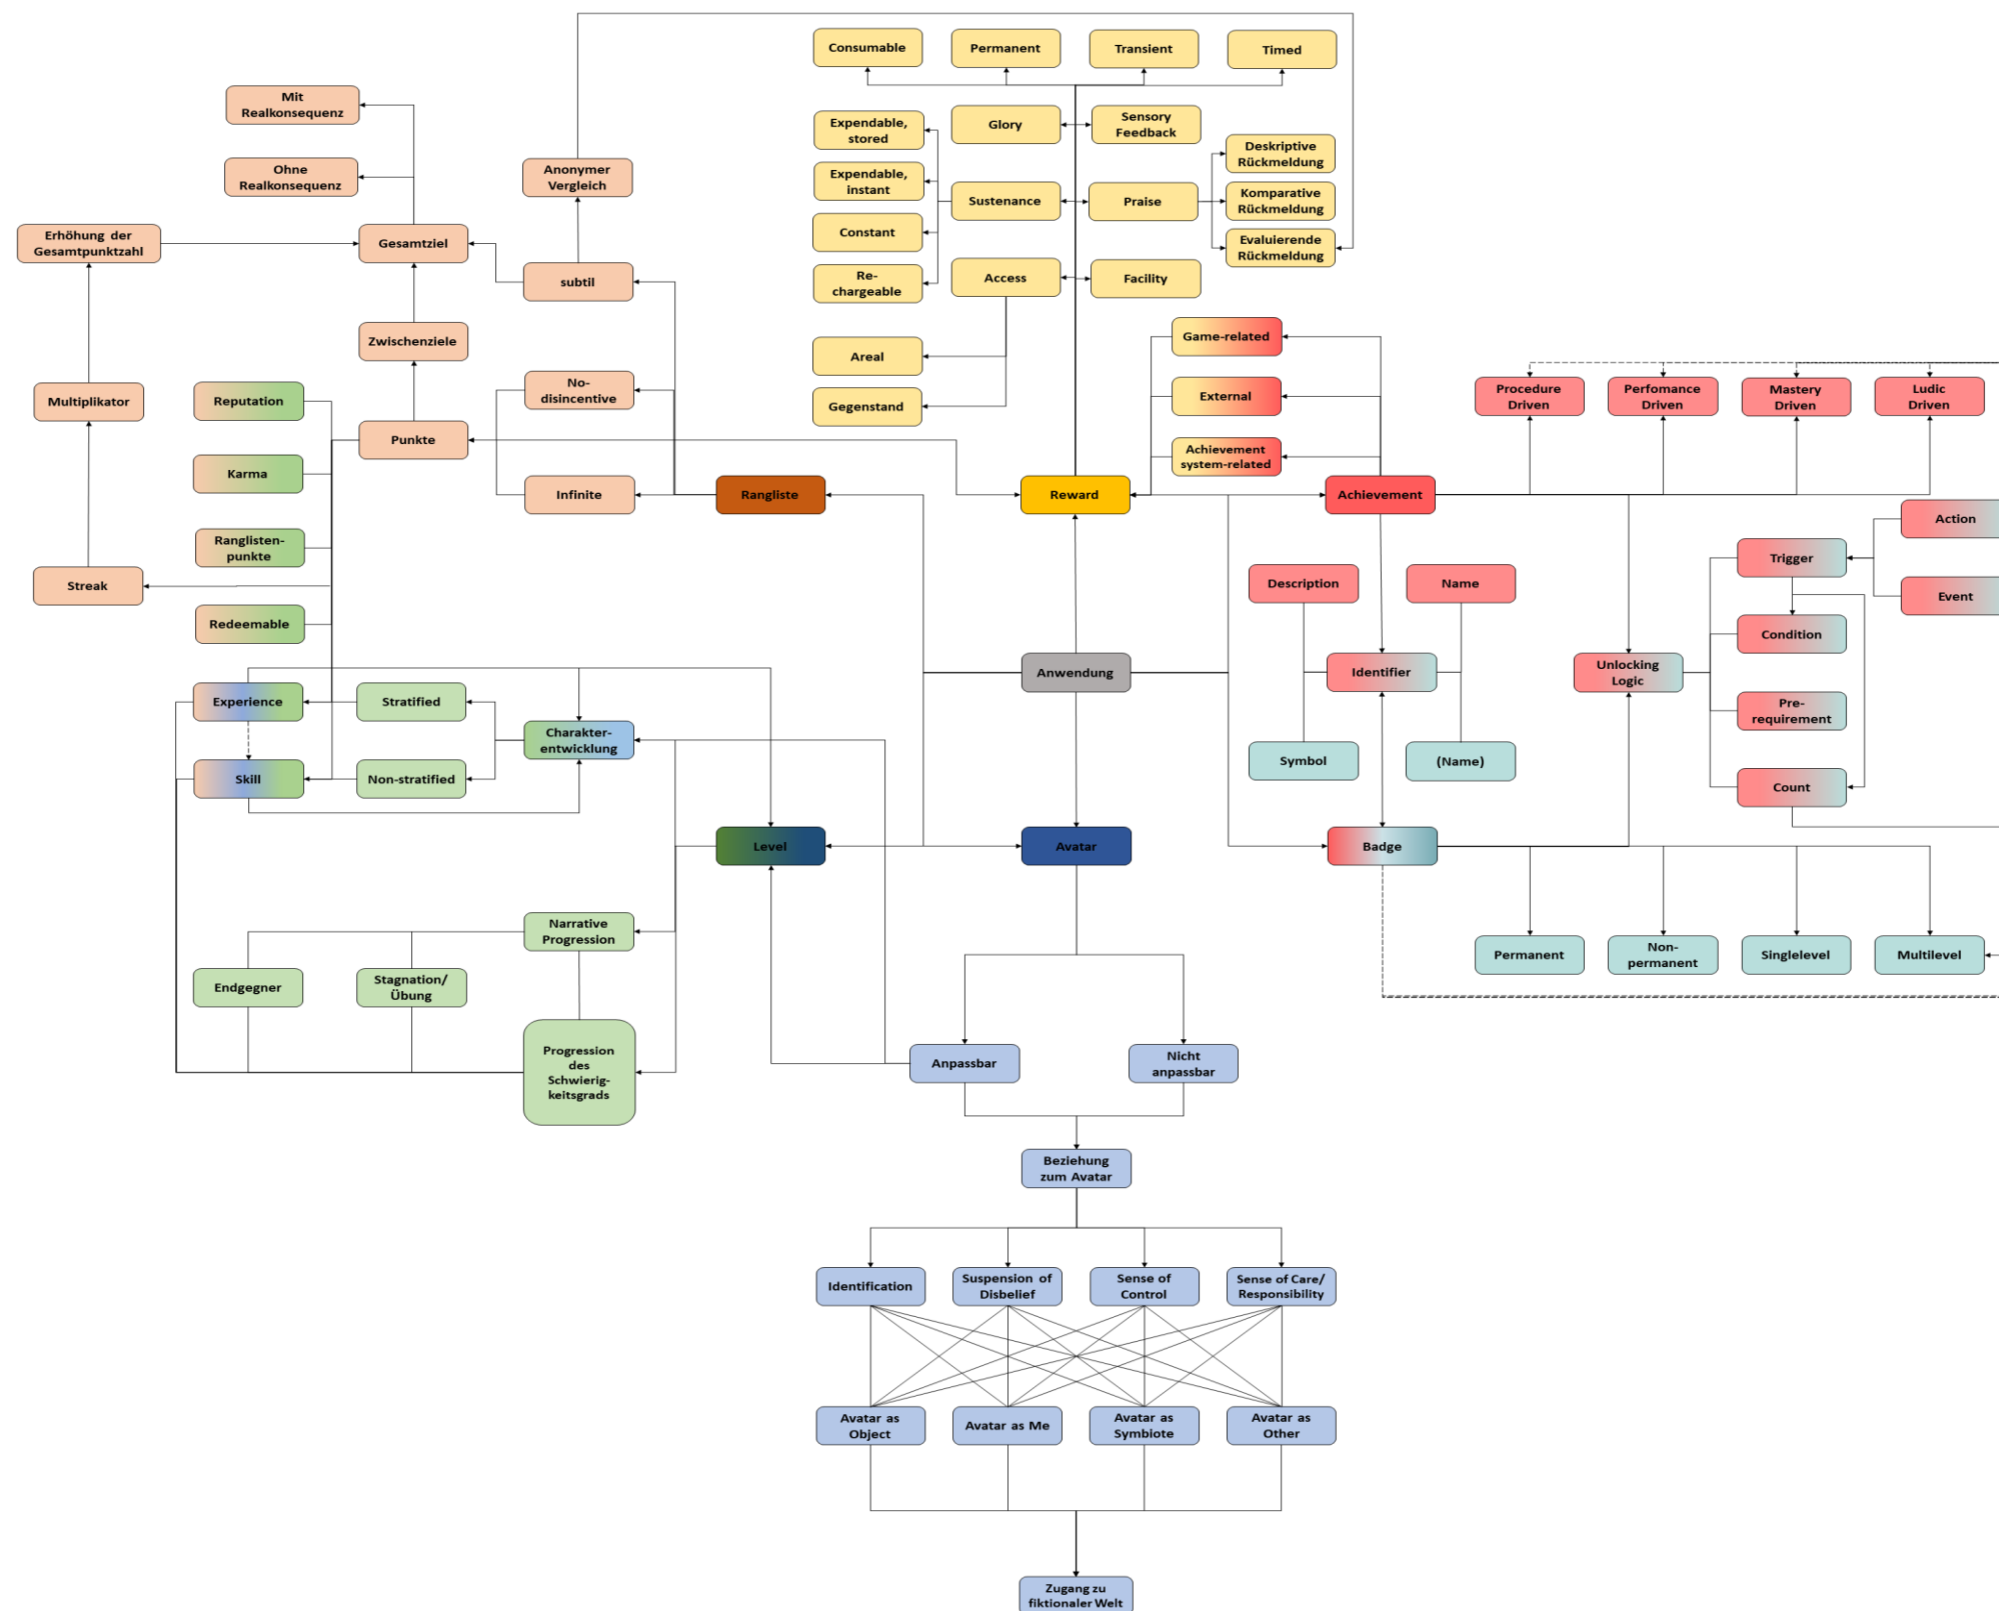 Consumable
Permanent
Transient
Timed
Mit
Realkonsequenz
Expendable,
stored
Glory
Sensory
Feedback
Deskriptive
Rückmeldung
Ohne
Realkonsequenz
Anonymer
Vergleich
Expendable,
instant
Sustenance
Praise
Komparative
Rückmeldung
Erhöhung der
Gesamtpunktzahl
Gesamtziel
Constant
Evaluierende
Rückmeldung
subtil
Re-
chargeable
Access
Facility
Zwischenziele
Areal
Game-related
Multiplikator
Reputation
No-
disincentive
Gegenstand
External
Procedure
Driven
Perfomance
Driven
Mastery
Driven
Ludic
Driven
Punkte
Achievement
system-related
Karma
Infinite
Rangliste
Reward
Achievement
Action
Ranglisten-
punkte
Trigger
Streak
Description
Name
Event
Redeemable
Condition
Anwendung
Identifier
Unlocking
Logic
Experience
Stratified
Pre-
requirement
Charakter-
entwicklung
Symbol
(Name)
Skill
Non-stratified
Count
Level
Avatar
Badge
Narrative
Progression
Permanent
Non-
permanent
Singlelevel
Multilevel
Endgegner
Stagnation/
Übung
Progression
des
Schwierig-
keitsgrads
Anpassbar
Nicht
anpassbar
Beziehung
zum Avatar
Identification
Suspension of
Disbelief
Sense of
Control
Sense of Care/
Responsibility
Avatar as
Object
Avatar as Me
Avatar as
Symbiote
Avatar as
Other
Zugang zu
fiktionaler Welt